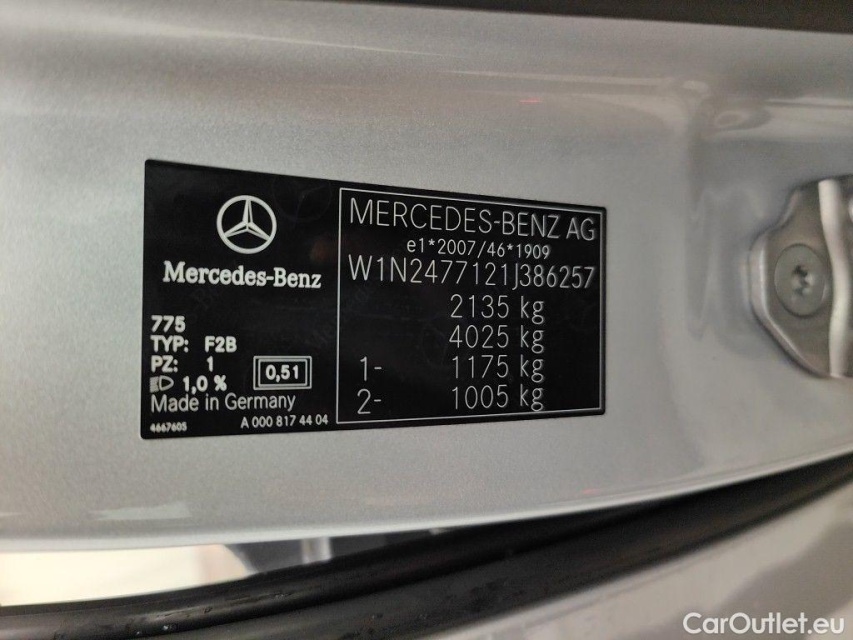 Mercedes-Benz
775
TYP: F2B
PZ: 1
1,0 %
0,51
Made in Germany
4667605
A 000 817 44 04
MERCEDES-BENZ AG
e1*2007/46*1909
W1N2477121J386257
2135 kg
4025 kg
1- 1175 kg
2- 1005 kg
CarOutlet.eu